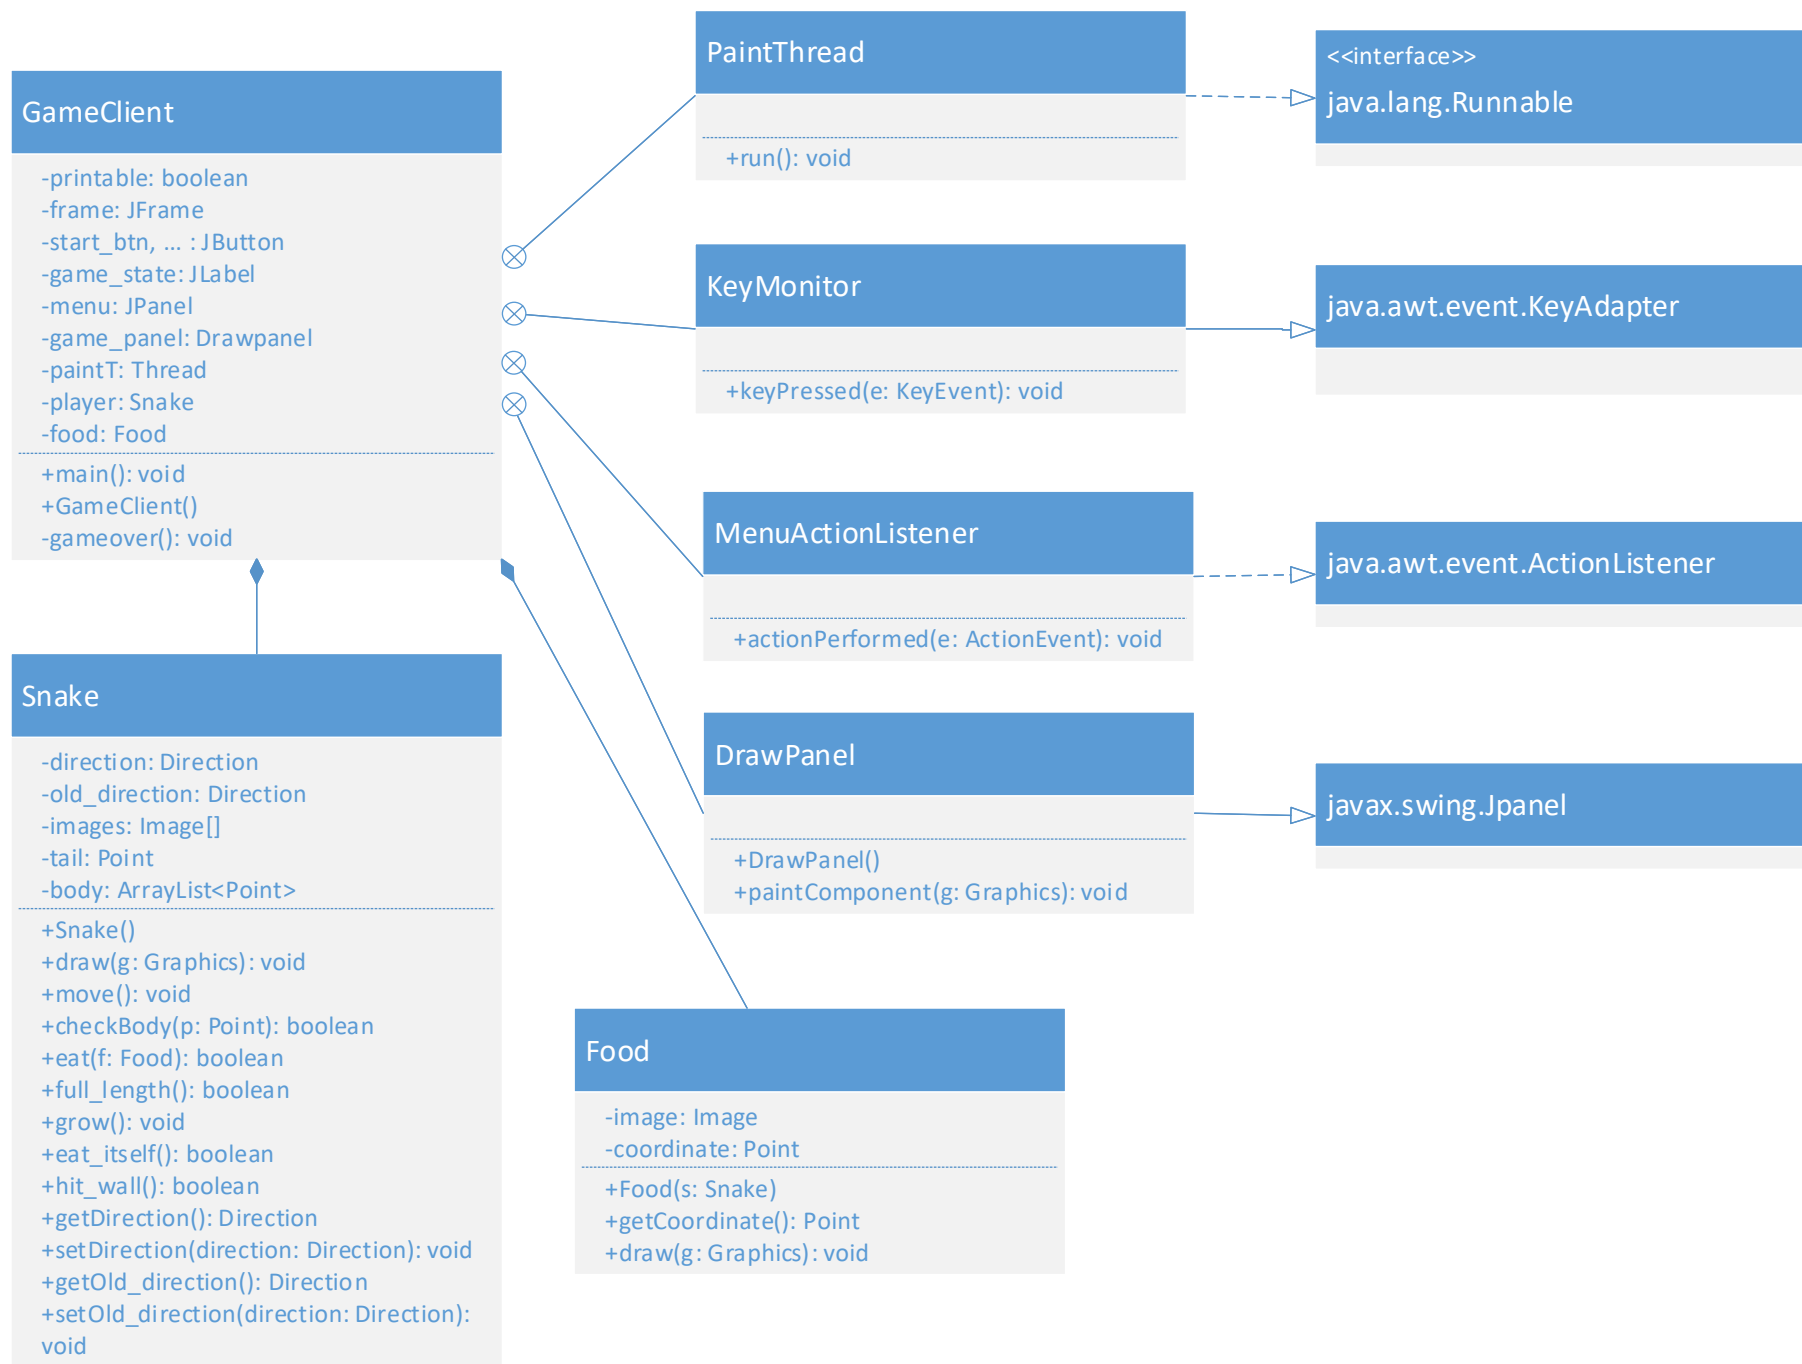 GameClient
-printable: boolean
-frame: JFrame
-start_btn, ... : JButton
-game_state: JLabel
-menu: JPanel
-game_panel: Drawpanel
-paintT: Thread
-player: Snake
-food: Food
+main(): void
+GameClient()
-gameover(): void
PaintThread
+run(): void
<<interface>>
java.lang.Runnable
KeyMonitor
+keyPressed(e: KeyEvent): void
java.awt.event.KeyAdapter
MenuActionListener
+actionPerformed(e: ActionEvent): void
java.awt.event.ActionListener
DrawPanel
+DrawPanel()
+paintComponent(g: Graphics): void
javax.swing.Jpanel
Snake
-direction: Direction
-old_direction: Direction
-images: Image[]
-tail: Point
-body: ArrayList<Point>
+Snake()
+draw(g: Graphics): void
+move(): void
+checkBody(p: Point): boolean
+eat(f: Food): boolean
+full_length(): boolean
+grow(): void
+eat_itself(): boolean
+hit_wall(): boolean
+getDirection(): Direction
+setDirection(direction: Direction): void
+getOld_direction(): Direction
+setOld_direction(direction: Direction):
void
Food
-image: Image
-coordinate: Point
+Food(s: Snake)
+getCoordinate(): Point
+draw(g: Graphics): void